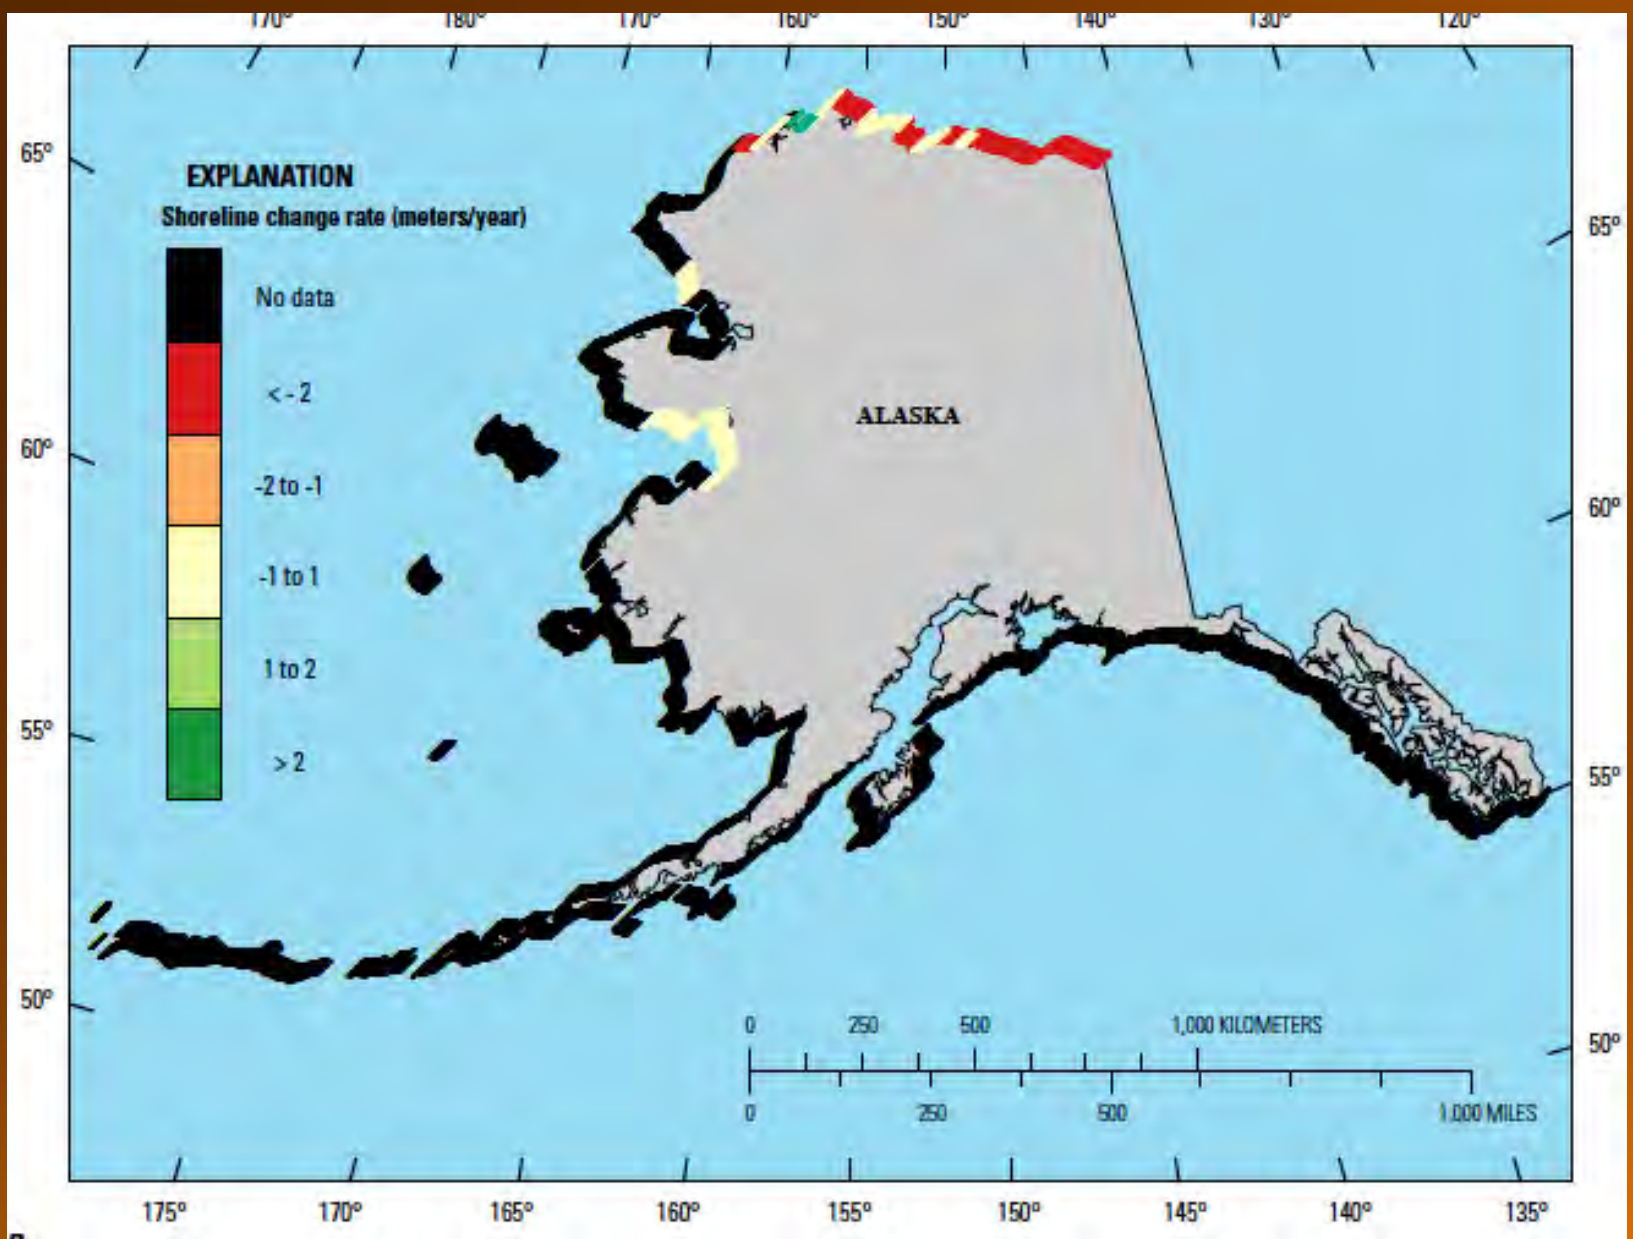 170° 180° 170° 160° 150° 140° 130° 120°
65°
EXPLANATION
Shoreline change rate (meters/year)
65°
No data
< - 2
ALASKA
60°
-2 to -1
60°
-1 to 1
1 to 2
55°
> 2
55°
50°
0 250 500 1,000 KILOMETERS
50°
0 250 500 1,000 MILES
175° 170° 165° 160° 155° 150° 145° 140° 135°